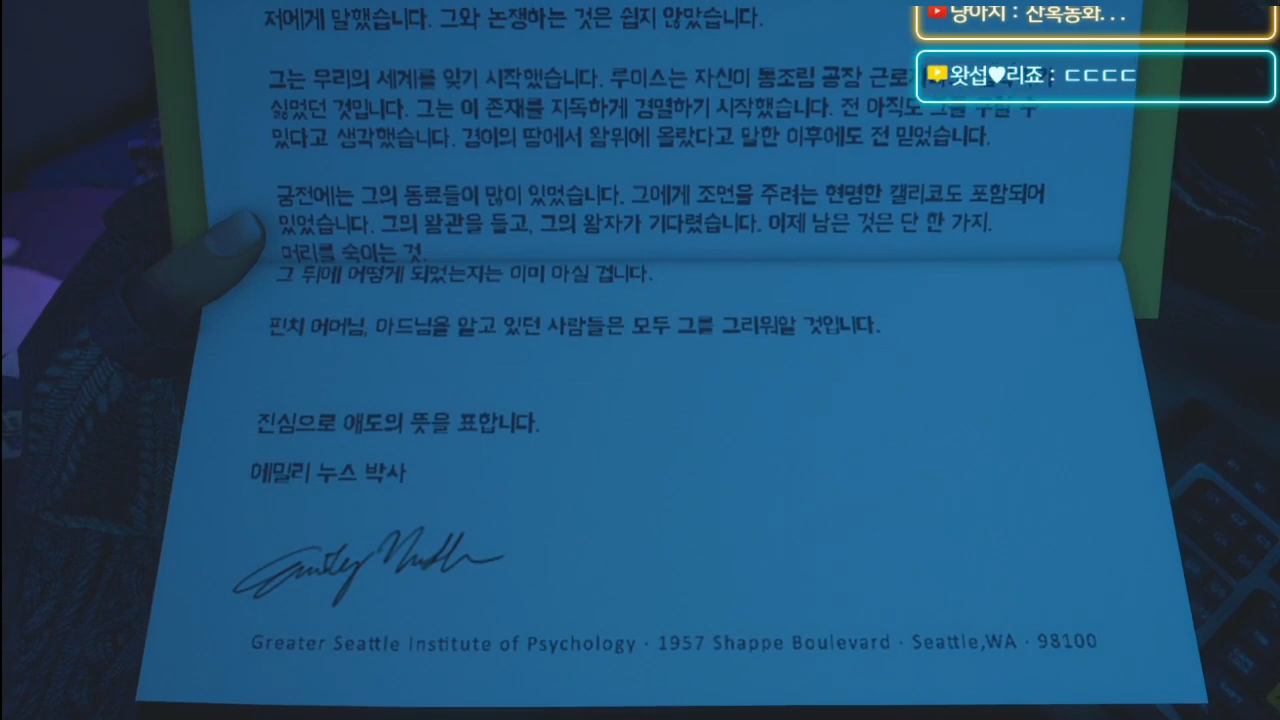 저에게 말했습니다. 그와 논쟁하는 것은 쉽지 않았습니다.
그는 우리의 세계를 잊기 시작했습니다. 루이스는 자신이 통조림 공장
싫었던 것입니다. 그는 이 존재를 지독하게 경멸하기 시작했습니다. 전 아직도 그를 구할 수
있다고 생각했습니다. 경이의 땅에서 왕위에 올랐다고 말한 이후에도 전 믿었습니다.
궁전에는 그의 동료들이 많이 있었습니다. 그에게 조언을 주려는 현명한 캘리코도 포함되어
있었습니다. 그의 왕관을 들고, 그의 왕자가 기다렸습니다. 이제 남은 것은 단 한 가지.
머리를 숙이는 것.
그 뒤에 어떻게 되었는지는 이미 아실 겁니다.
핀치 어머님, 아드님을 알고 있던 사람들은 모두 그를 그리워할 것입니다.
진심으로 애도의 뜻을 표합니다.
에밀리 누스 박사
Greater Seattle Institute of Psychology · 1957 Shappe Boulevard · Seattle,WA · 98100
냥아지 : 잔혹동화...
왓섭♥리죠 : ㄷㄷㄷㄷ